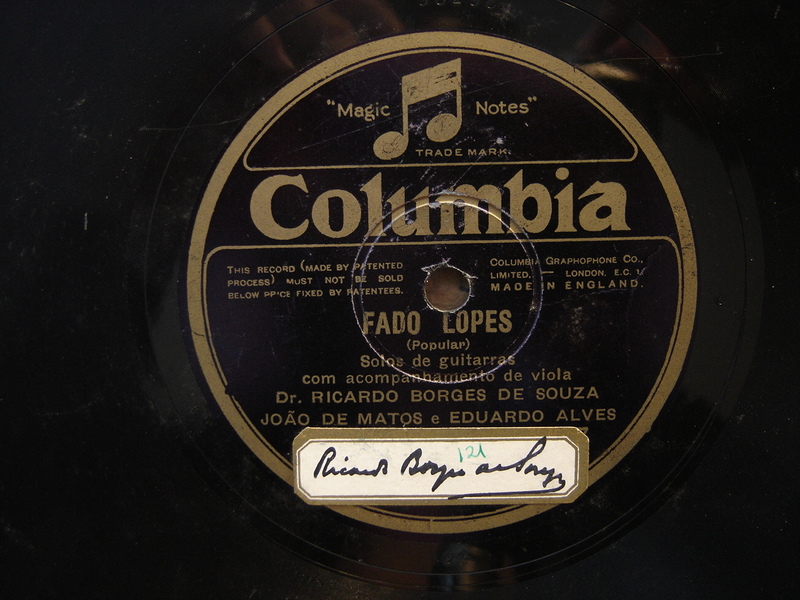 "Magic Notes"
TRADE MARK.
Columbia
THIS RECORD (MADE BY PATENTED
PROCESS) MUST NOT BE SOLD
BELOW PRICE FIXED BY PATENTEES.
COLUMBIA GRAPHOPHONE CO.,
LIMITED, — LONDON, E.C.1.
MADE IN ENGLAND.
FADO LOPES
(Popular)
Solos de guitarras
com acompanhamento de viola
Dr. RICARDO BORGES DE SOUZA
JOÃO DE MATOS e EDUARDO ALVES
121
Ricardo Borges de Souza